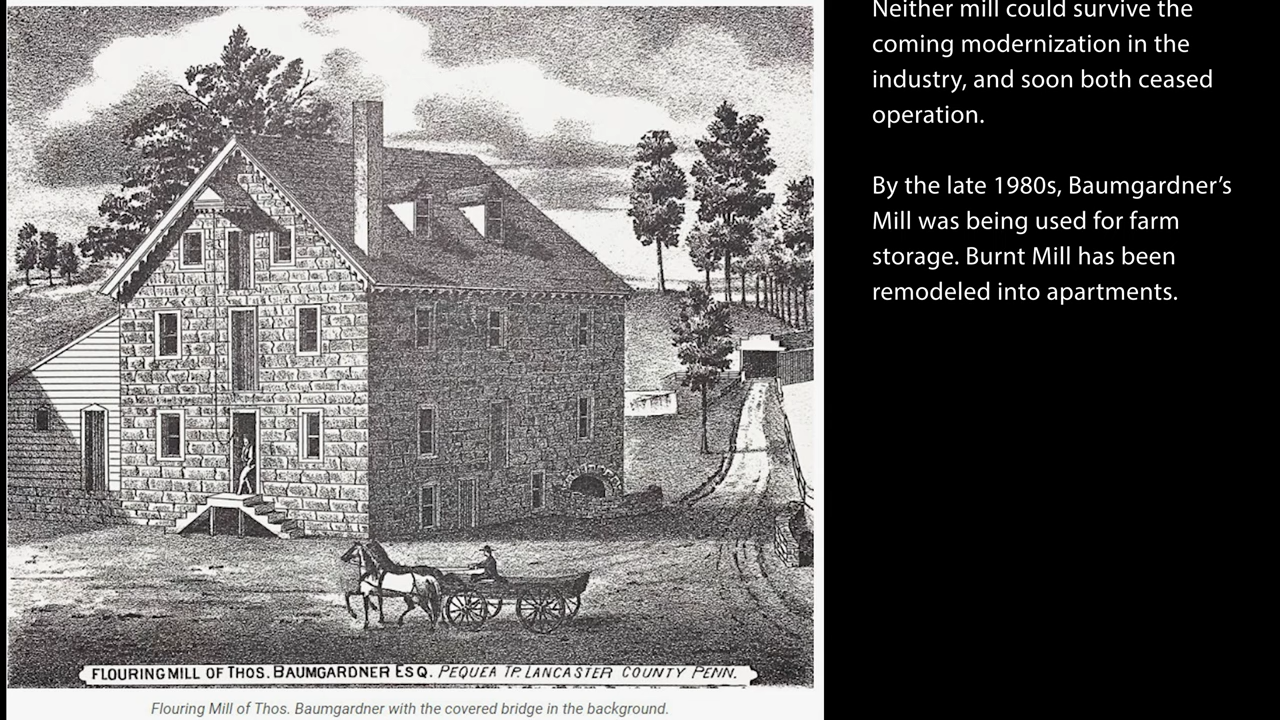 Neither mill could survive the
coming modernization in the
industry, and soon both ceased
operation.
By the late 1980s, Baumgardner’s
Mill was being used for farm
storage. Burnt Mill has been
remodeled into apartments.
FLOURING MILL OF THOS. BAUMGARDNER ESQ. PEQUEA TP. LANCASTER COUNTY PENN.
Flouring Mill of Thos. Baumgardner with the covered bridge in the background.